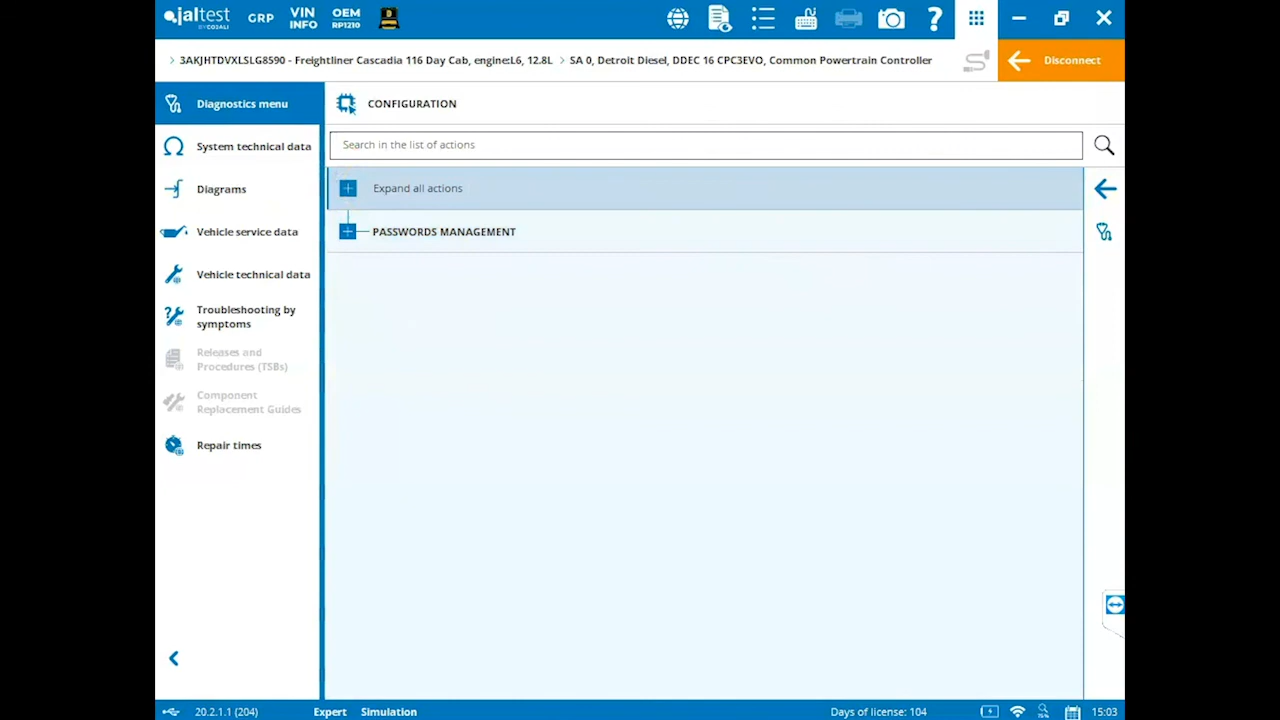 jaltest
BY COJALI
GRP
VIN
INFO
OEM
RP1210
3AKJHTDVXLSLG8590 - Freightliner Cascadia 116 Day Cab, engine:L6, 12.8L > SA 0, Detroit Diesel, DDEC 16 CPC3EVO, Common Powertrain Controller
Disconnect
Diagnostics menu
System technical data
Diagrams
Vehicle service data
Vehicle technical data
Troubleshooting by
symptoms
Releases and
Procedures (TSBs)
Component
Replacement Guides
Repair times
CONFIGURATION
Search in the list of actions
Expand all actions
PASSWORDS MANAGEMENT
20.2.1.1 (204)
Expert
Simulation
Days of license: 104
15:03